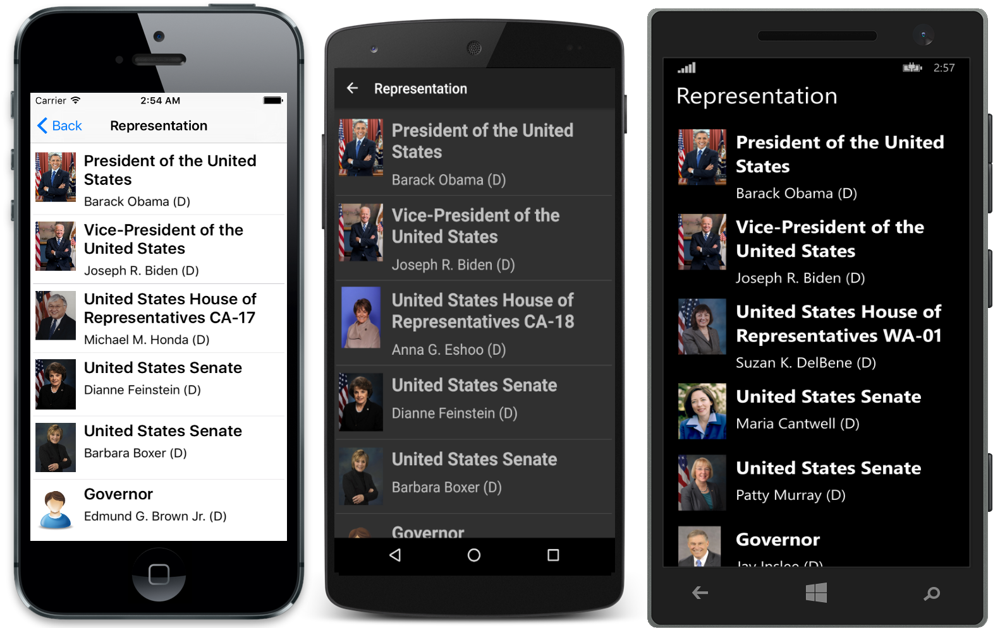 Carrier
2:54 AM
Back
Representation
President of the United
States
Barack Obama (D)
Vice-President of the
United States
Joseph R. Biden (D)
United States House of
Representatives CA-17
Michael M. Honda (D)
United States Senate
Dianne Feinstein (D)
United States Senate
Barbara Boxer (D)
Governor
Edmund G. Brown Jr. (D)
Representation
President of the United
States
Barack Obama (D)
Vice-President of the
United States
Joseph R. Biden (D)
United States House of
Representatives CA-18
Anna G. Eshoo (D)
United States Senate
Dianne Feinstein (D)
United States Senate
Barbara Boxer (D)
Governor
2:57
Representation
President of the United
States
Barack Obama (D)
Vice-President of the
United States
Joseph R. Biden (D)
United States House of
Representatives WA-01
Suzan K. DelBene (D)
United States Senate
Maria Cantwell (D)
United States Senate
Patty Murray (D)
Governor
Jay Inslee (D)